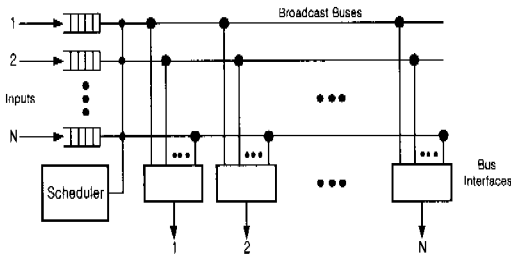 Broadcast Buses
1
2
Inputs
N
Scheduler
Bus
Interfaces
1
2
N